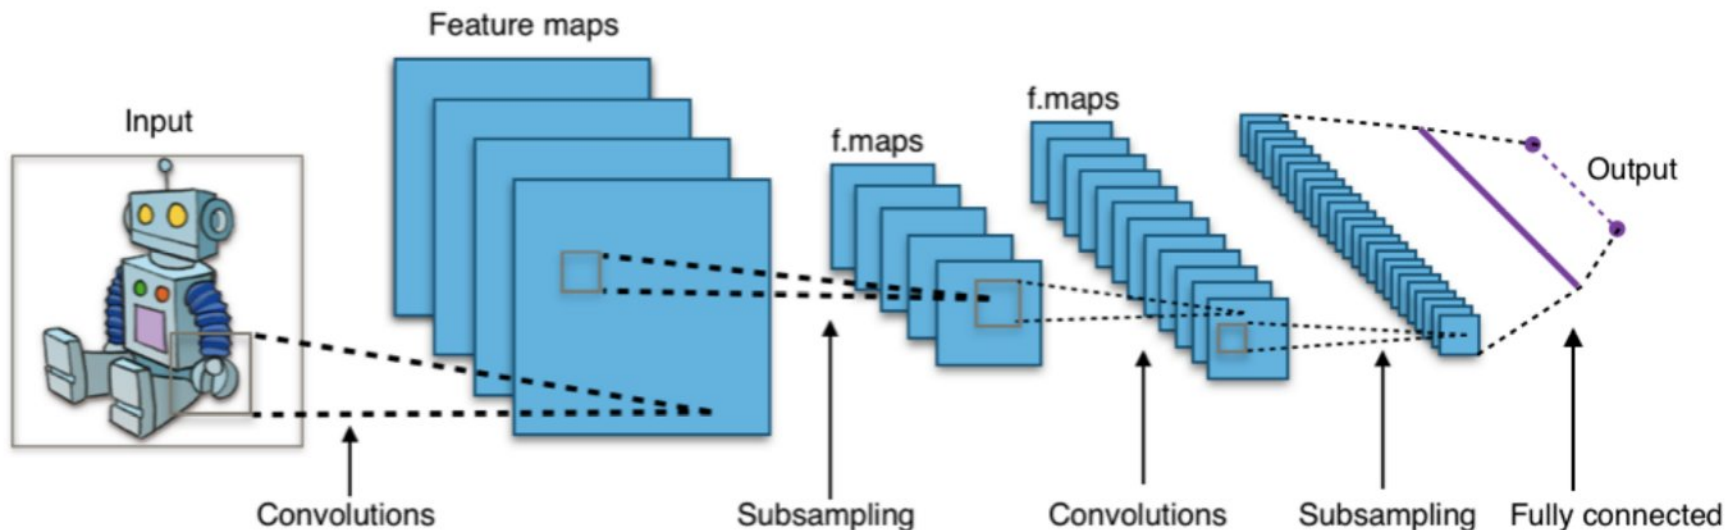 Feature maps
Input
f.maps
f.maps
Output
Convolutions
Subsampling
Convolutions
Subsampling
Fully connected